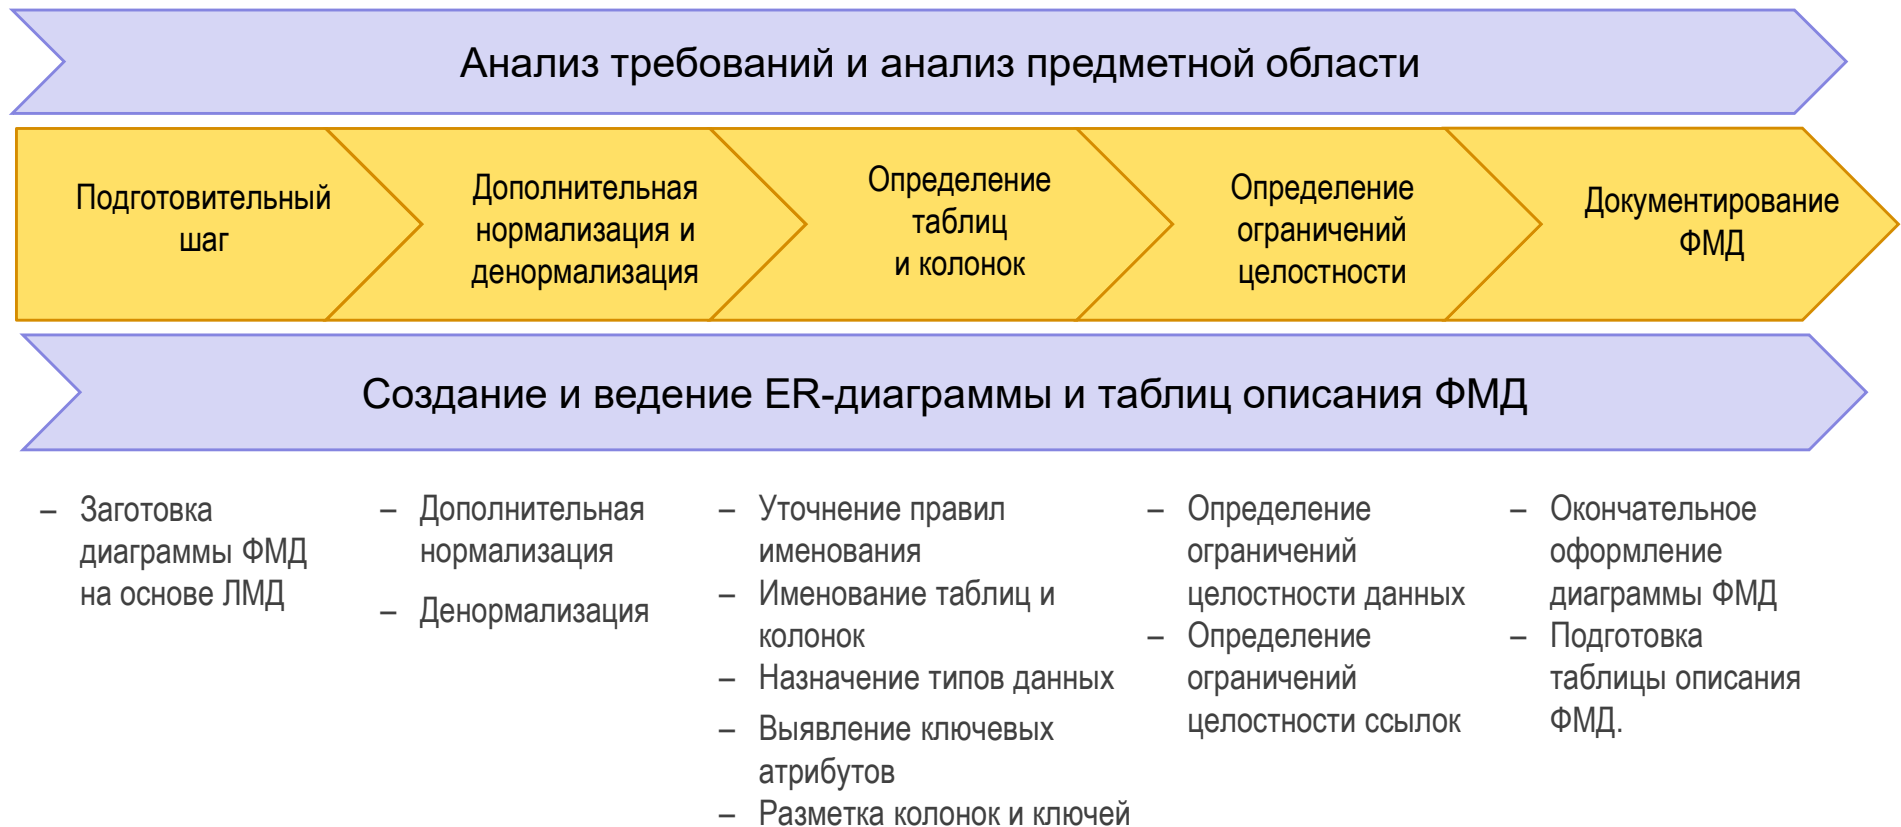 Анализ требований и анализ предметной области
Подготовительный
шаг
Дополнительная
нормализация и
денормализация
Определение
таблиц
и колонок
Определение
ограничений
целостности
Документирование
ФМД
Создание и ведение ER-диаграммы и таблиц описания ФМД
– Заготовка
диаграммы ФМД
на основе ЛМД
– Дополнительная
нормализация
– Денормализация
– Уточнение правил
именования
– Именование таблиц и
колонок
– Назначение типов данных
– Выявление ключевых
атрибутов
– Разметка колонок и ключей
– Определение
ограничений
целостности данных
– Определение
ограничений
целостности ссылок
– Окончательное
оформление
диаграммы ФМД
– Подготовка
таблицы описания
ФМД.